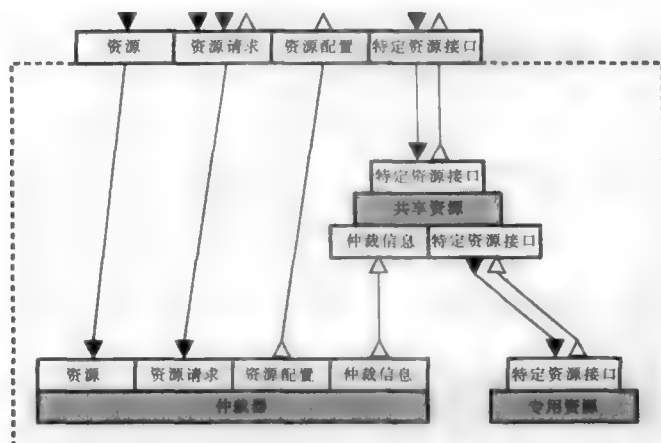 资源 资源请求 资源配置 特定资源接口
特定资源接口
共享资源
仲裁信息 特定资源接口
资源 资源请求 资源配置 仲裁信息 特定资源接口
仲裁器 专用资源